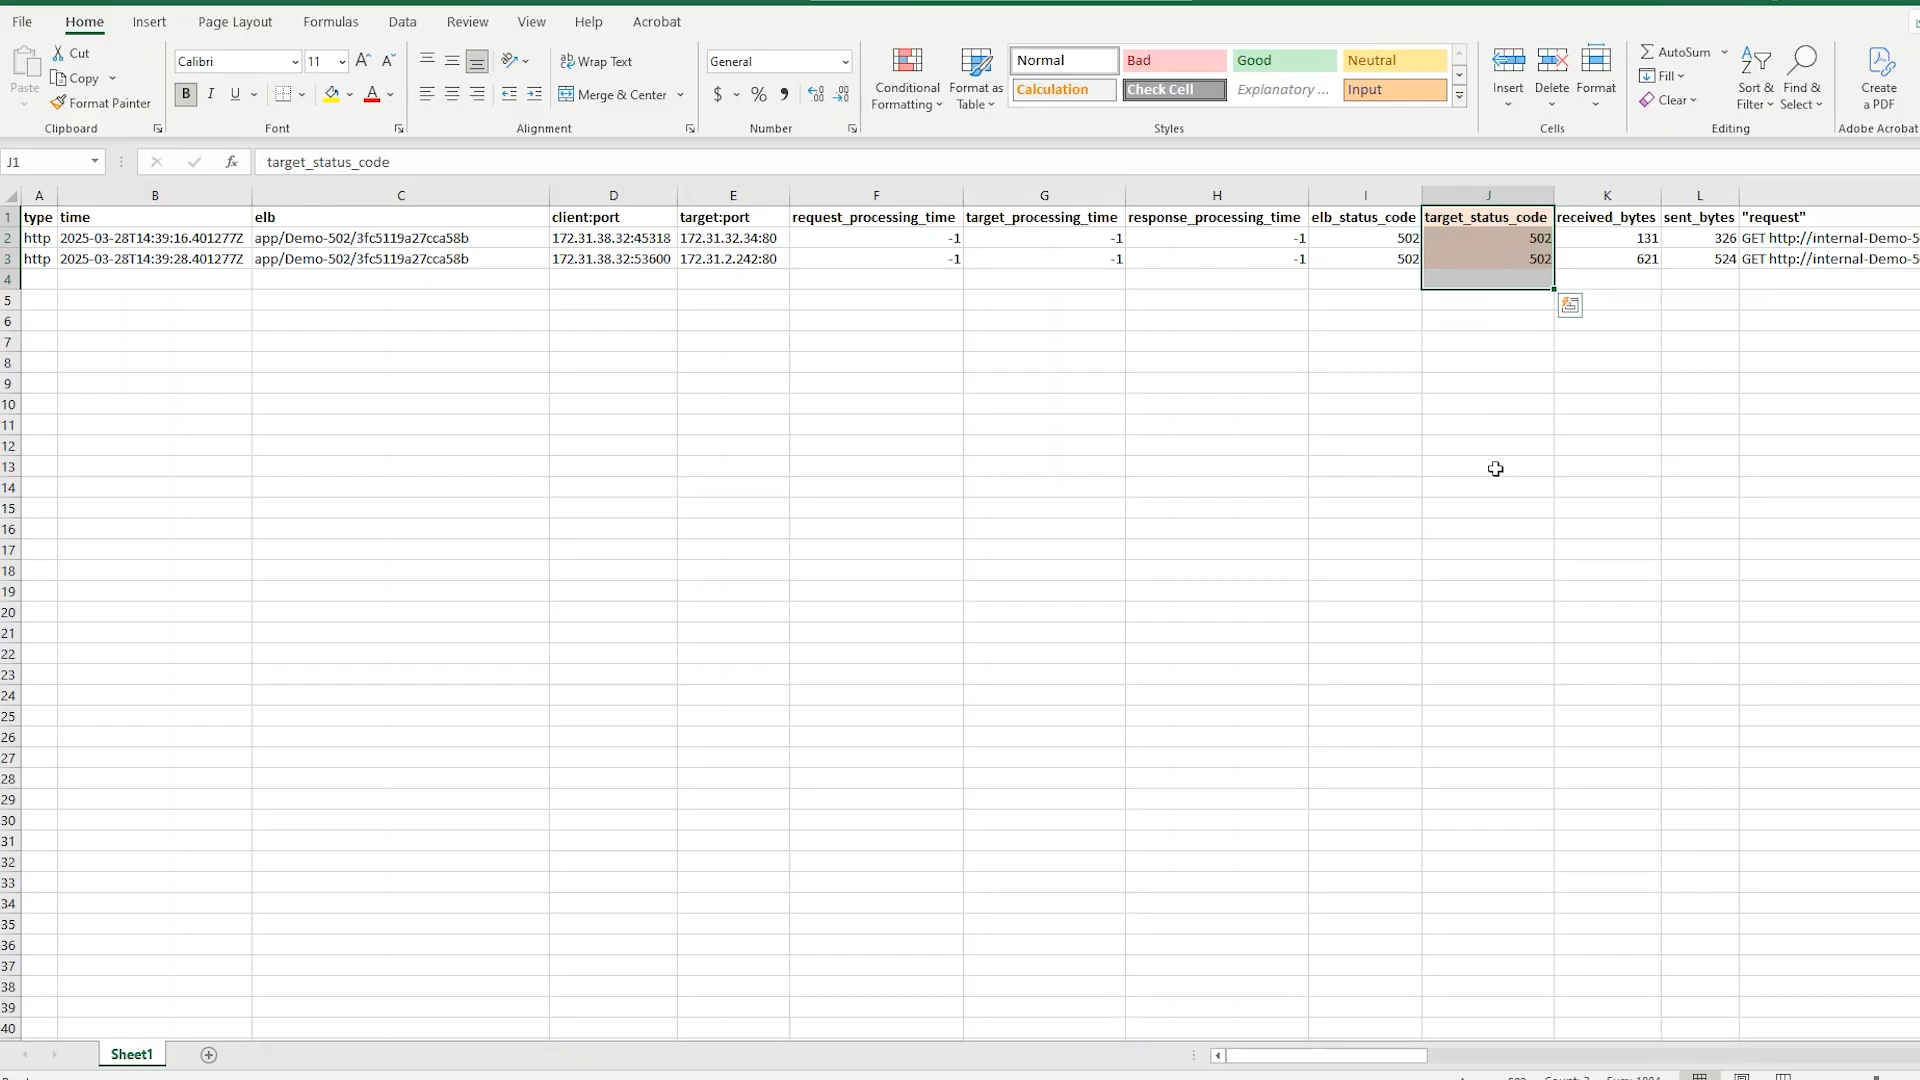 File Home Insert Page Layout Formulas Data Review View Help Acrobat
Paste
Cut
Copy
Format Painter
Clipboard
Calibri 11 A A
B I U A
Font
Wrap Text
Merge & Center
Alignment
General
$ % 9
Number
Conditional Formatting
Format as Table
Normal Bad Good Neutral
Calculation Check Cell Explanatory ... Input
Styles
Insert Delete Format
Cells
AutoSum
Fill
Clear
Sort & Filter
Find & Select
Editing
Create a PDF
Adobe Acrobat
J1 fx target_status_code
A B C D E F G H I J K L
1 type time elb client:port target:port request_processing_time target_processing_time response_processing_time elb_status_code target_status_code received_bytes sent_bytes "request"
2 http 2025-03-28T14:39:16.401277Z app/Demo-502/3fc5119a27cca58b 172.31.38.32:45318 172.31.32.34:80 -1 -1 -1 502 502 131 326 GET http://internal-Demo-5
3 http 2025-03-28T14:39:28.401277Z app/Demo-502/3fc5119a27cca58b 172.31.38.32:53600 172.31.2.242:80 -1 -1 -1 502 502 621 524 GET http://internal-Demo-5
4
5
6
7
8
9
10
11
12
13
14
15
16
17
18
19
20
21
22
23
24
25
26
27
28
29
30
31
32
33
34
35
36
37
38
39
40
Sheet1